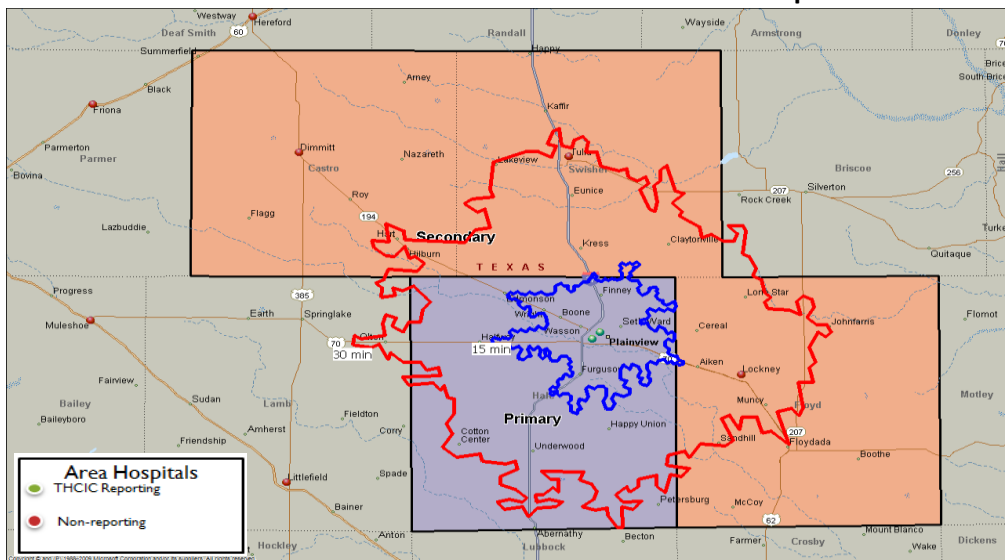 Westway
Hereford
Deaf Smith
60
Summerfield
Randall
Happy
Wayside
Armstrong
Donley
Black
Arney
South Brice
Friona
Kaffir
Parmerton
Parmer
Bovina
Dimmitt
Castro
Nazareth
Lakeview
Tulia
Swisher
Briscoe
256
Hall
Roy
Eunice
207
Silverton
Rock Creek
Lazbuddie
Flagg
194
Hart
Secondary
Kress
Claytonville
Quitaque
Hilburn
TEXAS
Progress
Edmonson
Finney
Lone Star
Muleshoe
Earth
Springlake
385
Boone
Seth Ward
Cereal
Johnfarris
Flomot
Olton
70
30 min
15 min
Wasson
Plainview
Aiken
Fairview
Ferguson
Lockney
Bailey
Sudan
Lamb
Hale
Muncy
Floyd
Motley
Baileyboro
Fieldton
Primary
Amherst
Corry
Happy Union
207
Friendship
Cotton Center
Underwood
Sandhill
Floydada
Boothe
Littlefield
Spade
Petersburg
McCoy
Bainer
62
Hockley
Anton
Abernathy
Lubbock
Becton
Farmer
Crosby
Mount Blanco
Wake
Dickens
Area Hospitals
THCIC Reporting
Non-reporting